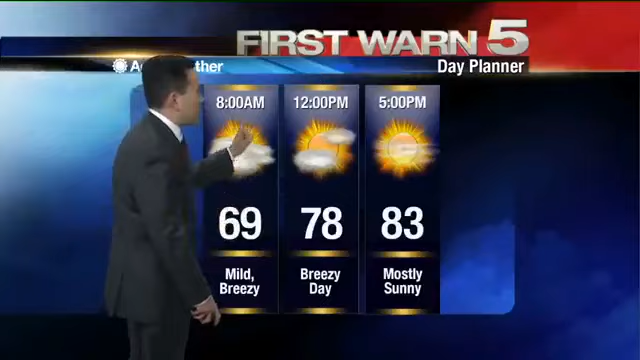 FIRST WARN 5
Day Planner
8:00AM
12:00PM
5:00PM
69
78
83
Mild,
Breezy
Breezy
Day
Mostly
Sunny